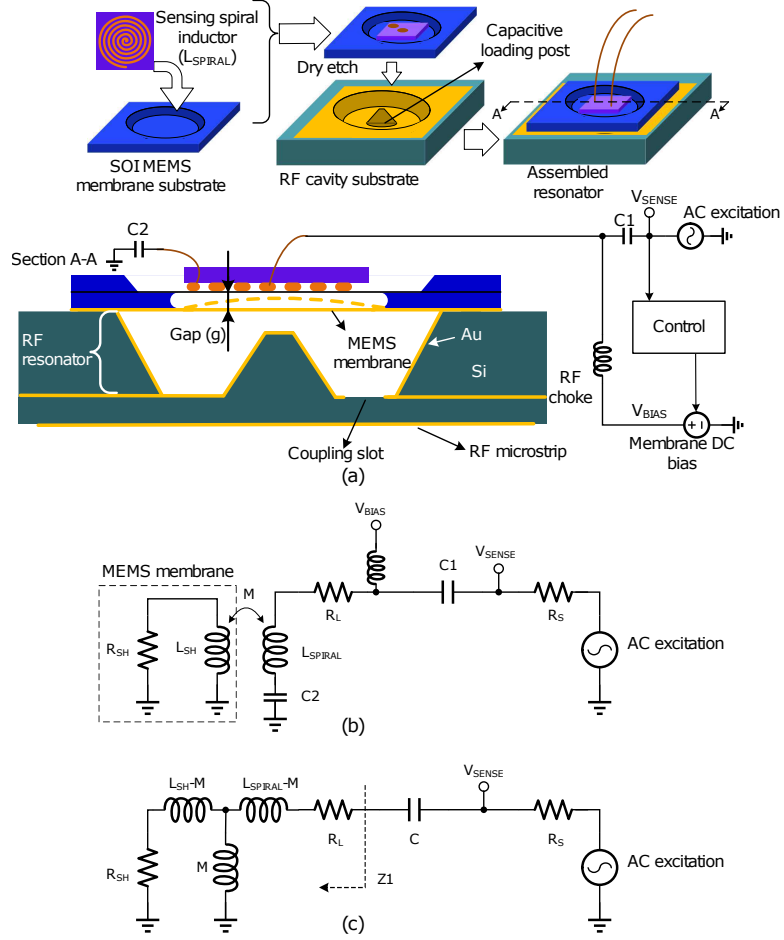 Sensing spiral
inductor
(LSPIRAL)
SOI MEMS
membrane substrate
Dry etch
Capacitive
loading post
RF cavity substrate
A
A
Assembled
resonator
Section A-A
C2
C1
VSENSE
AC excitation
Gap (g)
MEMS
membrane
RF
resonator
Au
Si
Control
RF
choke
VBIAS
Membrane DC
bias
Coupling slot
RF microstrip
(a)
MEMS membrane
RSH
LSH
M
LSPIRAL
C2
RL
VBIAS
C1
VSENSE
RS
AC excitation
(b)
LSH-M
LSPIRAL-M
RSH
M
RL
Z1
C
VSENSE
RS
AC excitation
(c)